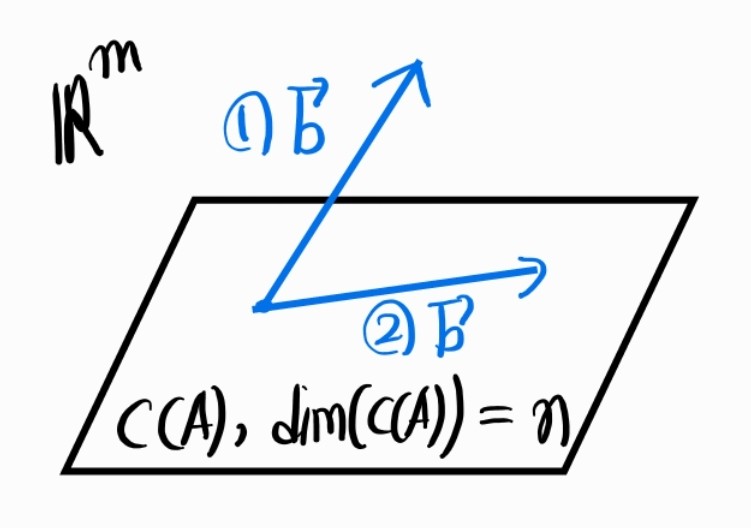 ℝ^m
① b⃗
② b⃗
C(A), dim(C(A)) = n